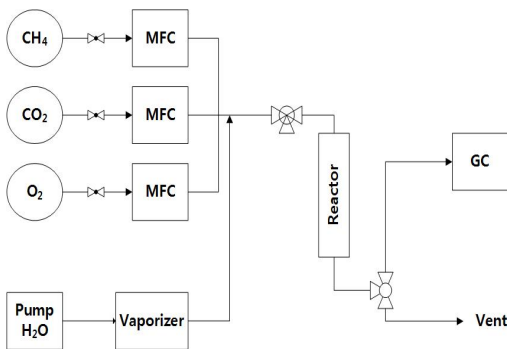 CH₄
MFC
CO₂
MFC
O₂
MFC
Reactor
GC
Pump
H₂O
Vaporizer
Vent